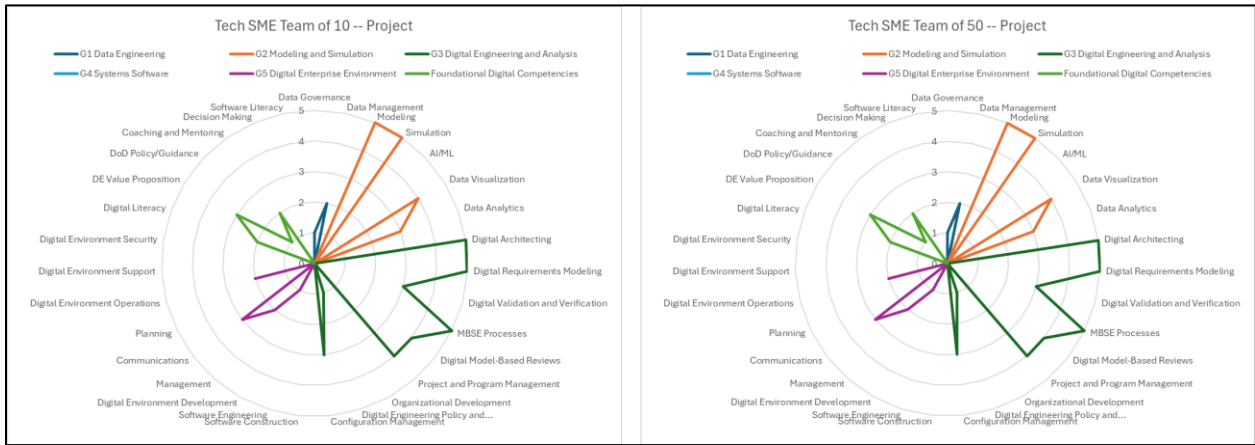 Tech SME Team of 10 -- Project
G1 Data Engineering
G2 Modeling and Simulation
G3 Digital Engineering and Analysis
G4 Systems Software
G5 Digital Enterprise Environment
Foundational Digital Competencies
Data Governance
Data Management
Modeling
Simulation
AI/ML
Data Visualization
Data Analytics
Digital Architecting
Digital Requirements Modeling
Digital Validation and Verification
MBSE Processes
Digital Model-Based Reviews
Project and Program Management
Organizational Development
Digital Engineering Policy and...
Configuration Management
Software Construction
Software Engineering
Digital Environment Development
Management
Communications
Planning
Digital Environment Operations
Digital Environment Support
Digital Environment Security
Digital Literacy
DE Value Proposition
DoD Policy/Guidance
Coaching and Mentoring
Decision Making
Software Literacy
5
4
3
2
1
0
Tech SME Team of 50 -- Project
G1 Data Engineering
G2 Modeling and Simulation
G3 Digital Engineering and Analysis
G4 Systems Software
G5 Digital Enterprise Environment
Foundational Digital Competencies
Data Governance
Data Management
Modeling
Simulation
AI/ML
Data Visualization
Data Analytics
Digital Architecting
Digital Requirements Modeling
Digital Validation and Verification
MBSE Processes
Digital Model-Based Reviews
Project and Program Management
Organizational Development
Digital Engineering Policy and...
Configuration Management
Software Construction
Software Engineering
Digital Environment Development
Management
Communications
Planning
Digital Environment Operations
Digital Environment Support
Digital Environment Security
Digital Literacy
DE Value Proposition
DoD Policy/Guidance
Coaching and Mentoring
Decision Making
Software Literacy
5
4
3
2
1
0